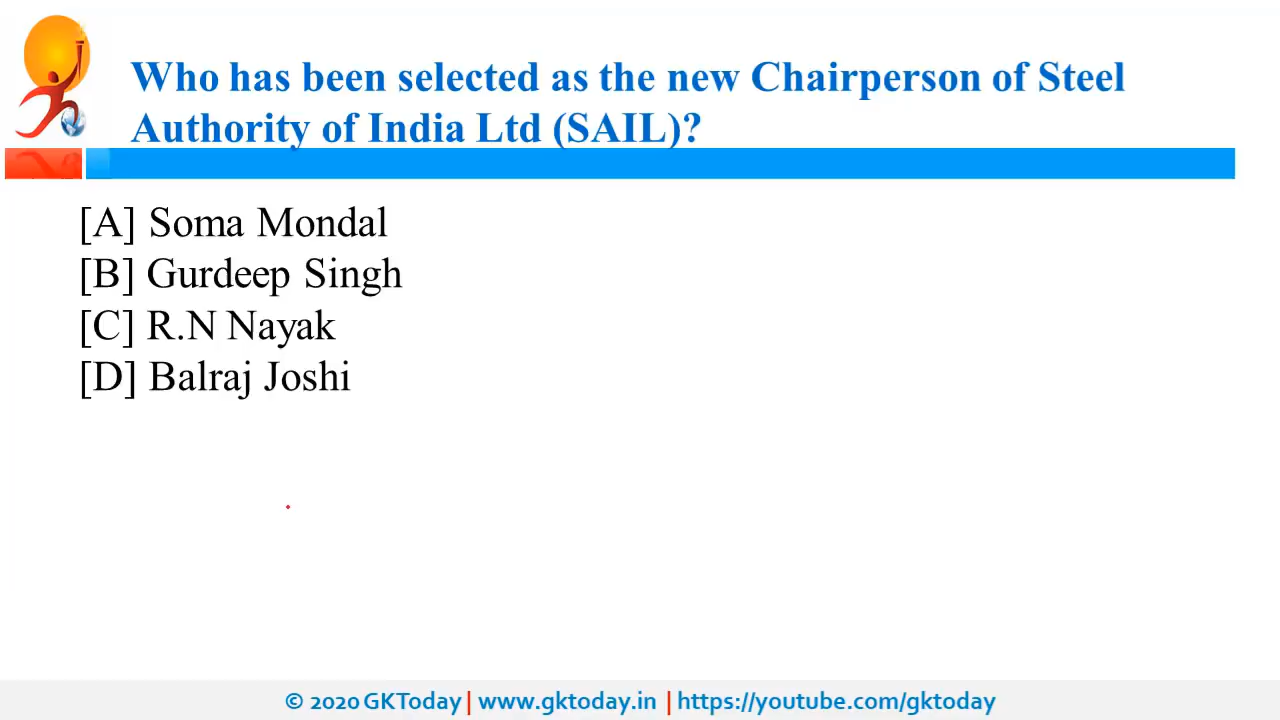 Who has been selected as the new Chairperson of Steel
Authority of India Ltd (SAIL)?
[A] Soma Mondal
[B] Gurdeep Singh
[C] R.N Nayak
[D] Balraj Joshi
© 2020 GKToday | www.gktoday.in | https://youtube.com/gktoday